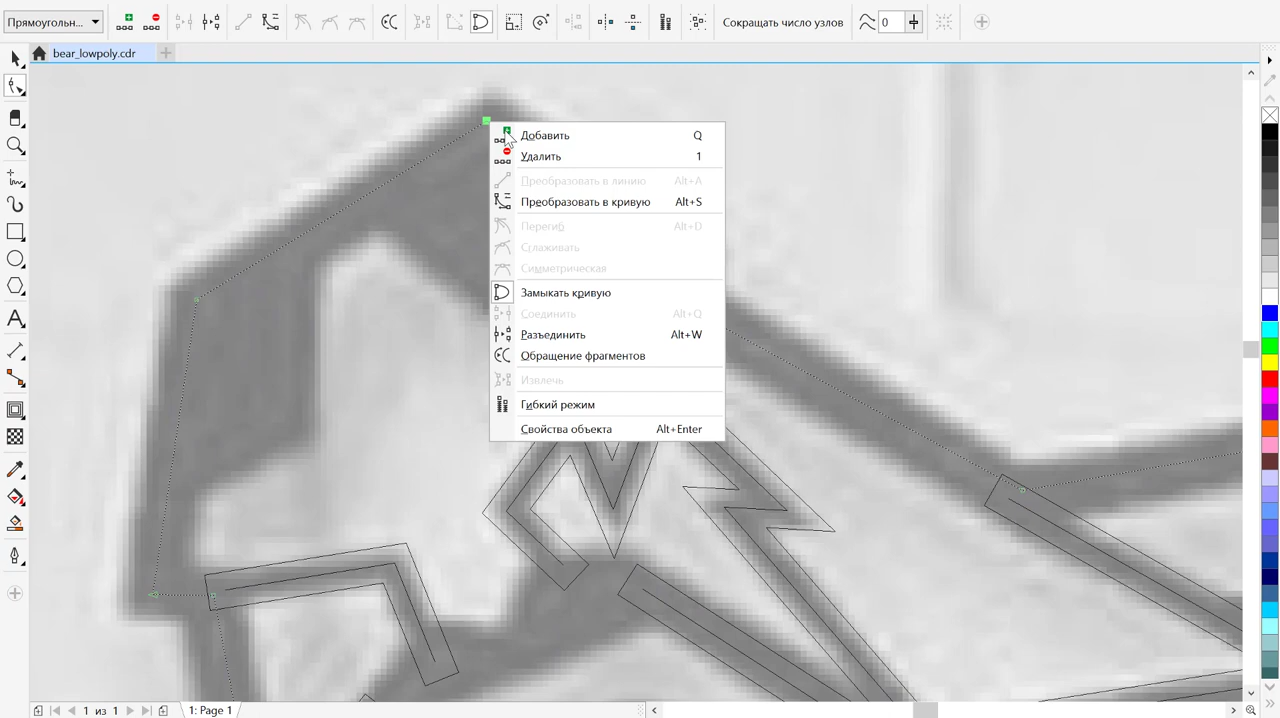 Прямоугольн...
Сокращать число узлов
0
bear_lowpoly.cdr
Добавить Q
Удалить 1
Преобразовать в линию Alt+A
Преобразовать в кривую Alt+S
Перегиб Alt+D
Сглаживать
Симметрическая
Замыкать кривую
Соединить Alt+Q
Разъединить Alt+W
Обращение фрагментов
Извлечь
Гибкий режим
Свойства объекта Alt+Enter
1 из 1
1: Page 1